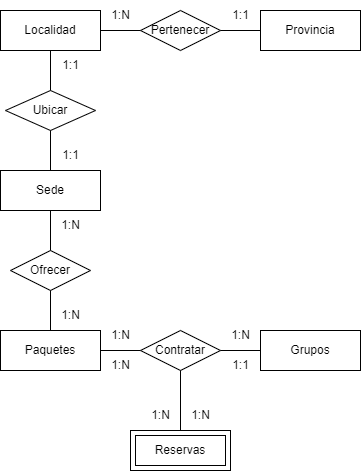 Localidad 1:N Pertenecer 1:1 Provincia
1:1
Ubicar
1:1
Sede
1:N
Ofrecer
1:N
Paquetes 1:N Contratar 1:N Grupos
1:N 1:1
1:N 1:N
Reservas